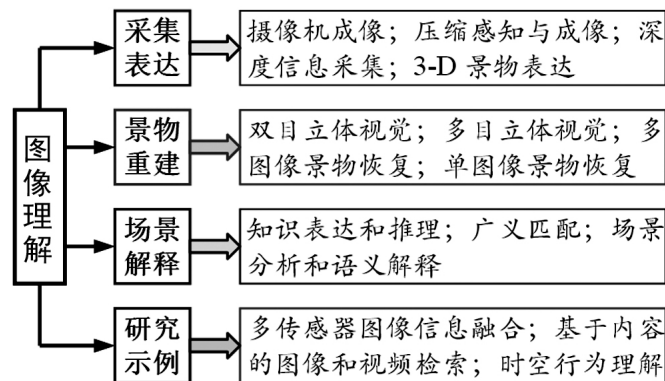 图像理解
采集
表达
摄像机成像；压缩感知与成像；深
度信息采集；3-D 景物表达
景物
重建
双目立体视觉；多目立体视觉；多
图像景物恢复；单图像景物恢复
场景
解释
知识表达和推理；广义匹配；场景
分析和语义解释
研究
示例
多传感器图像信息融合；基于内容
的图像和视频检索；时空行为理解